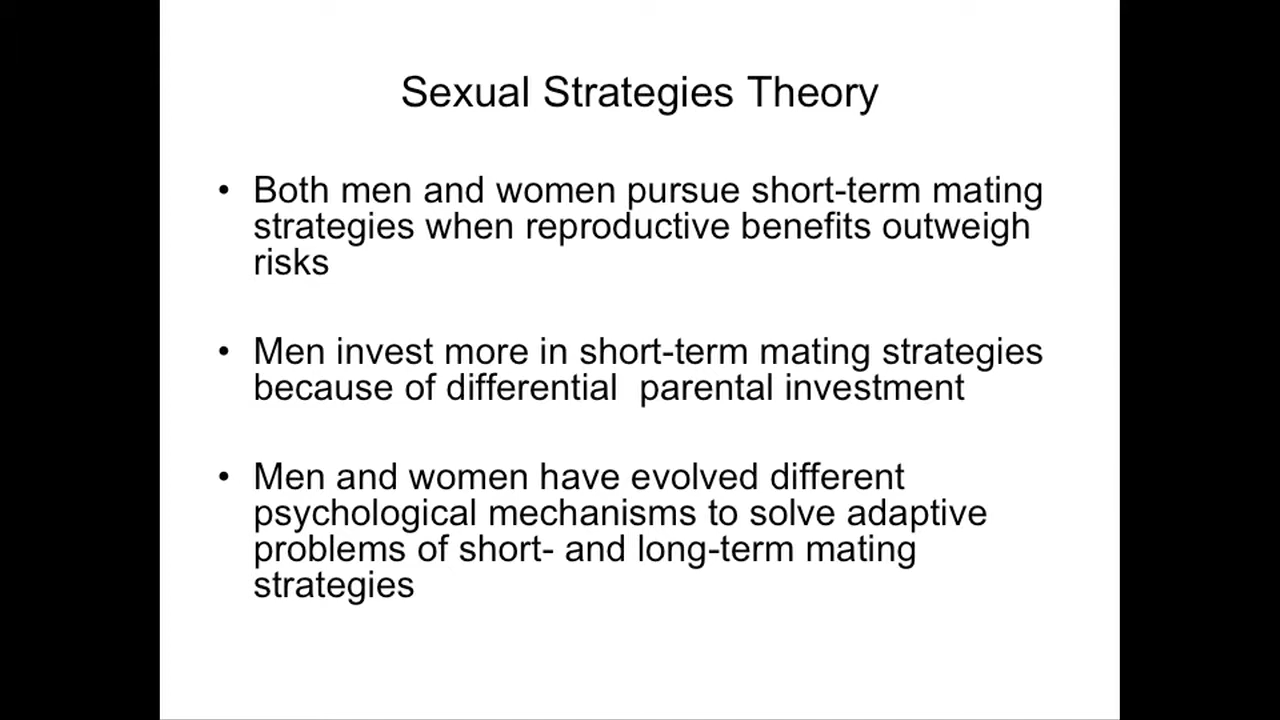 Sexual Strategies Theory
• Both men and women pursue short-term mating
strategies when reproductive benefits outweigh
risks
• Men invest more in short-term mating strategies
because of differential  parental investment
• Men and women have evolved different
psychological mechanisms to solve adaptive
problems of short- and long-term mating
strategies